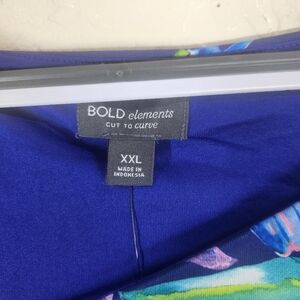 BOLD elements
CUT TO curve
XXL
MADE IN
INDONESIA